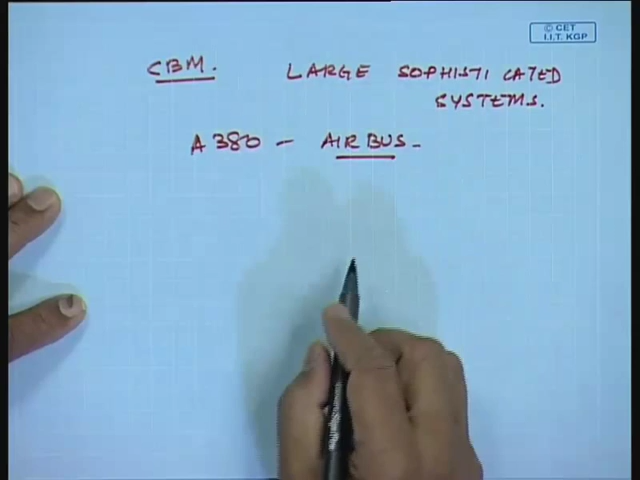 © CET
I.I.T. KGP
CBM. LARGE SOPHISTICATED
SYSTEMS.
A380 - AIRBUS -